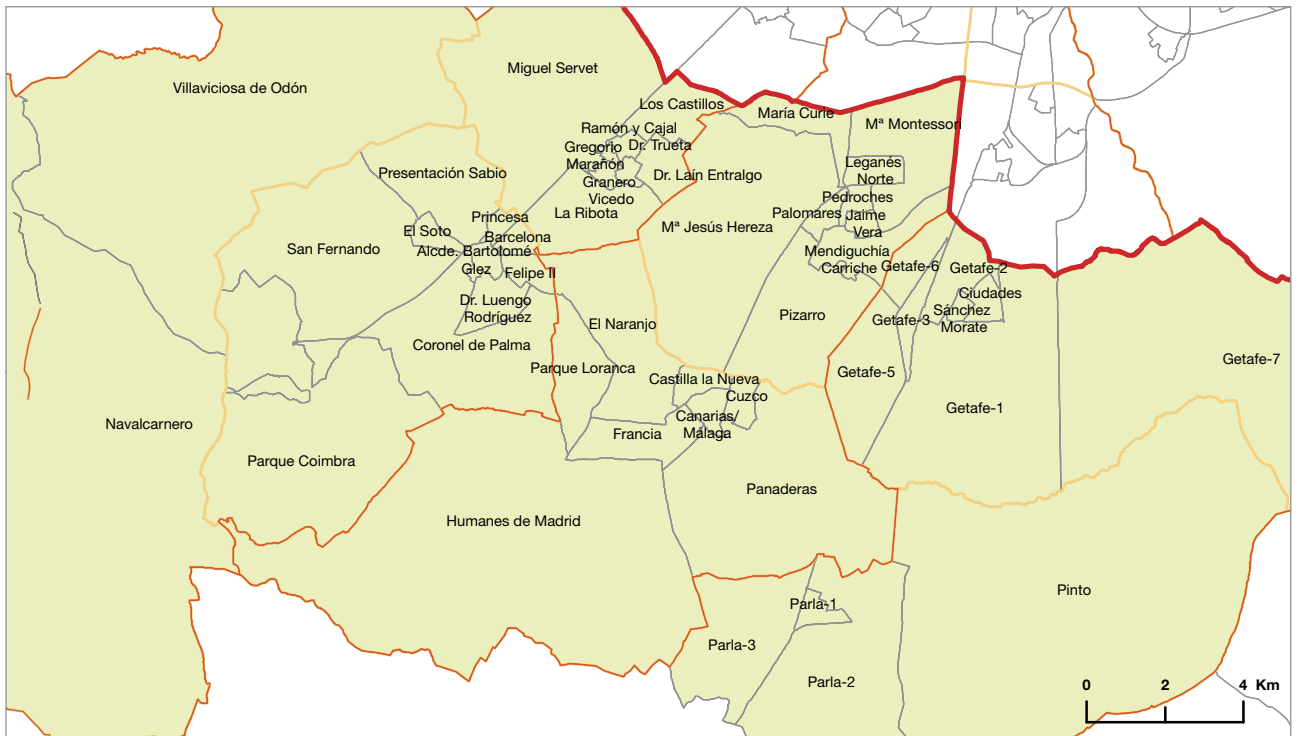 Miguel Servet
Villaviciosa de Odón
Los Castillos
María Curie
Mª Montessori
Ramón y Cajal
Gregorio
Marañón
Dr. Trueta
Leganés
Norte
Presentación Sabio
Dr. Laín Entralgo
Granero
Vicedo
Pedroches
La Ribota
Palomares
Jaime
Vera
Princesa
Mª Jesús Hereza
El Soto
Barcelona
San Fernando
Alcde. Bartolomé
Glez
Mendiguchía
Carriche
Getafe-6
Getafe-2
Felipe II
Ciudades
Dr. Luengo
Rodríguez
Sánchez
Morate
El Naranjo
Pizarro
Getafe-3
Coronel de Palma
Getafe-7
Parque Loranca
Getafe-5
Castilla la Nueva
Cuzco
Getafe-1
Navalcarnero
Canarias/
Málaga
Francia
Parque Coimbra
Panaderas
Humanes de Madrid
Pinto
Parla-1
Parla-3
Parla-2
0 2 4 Km